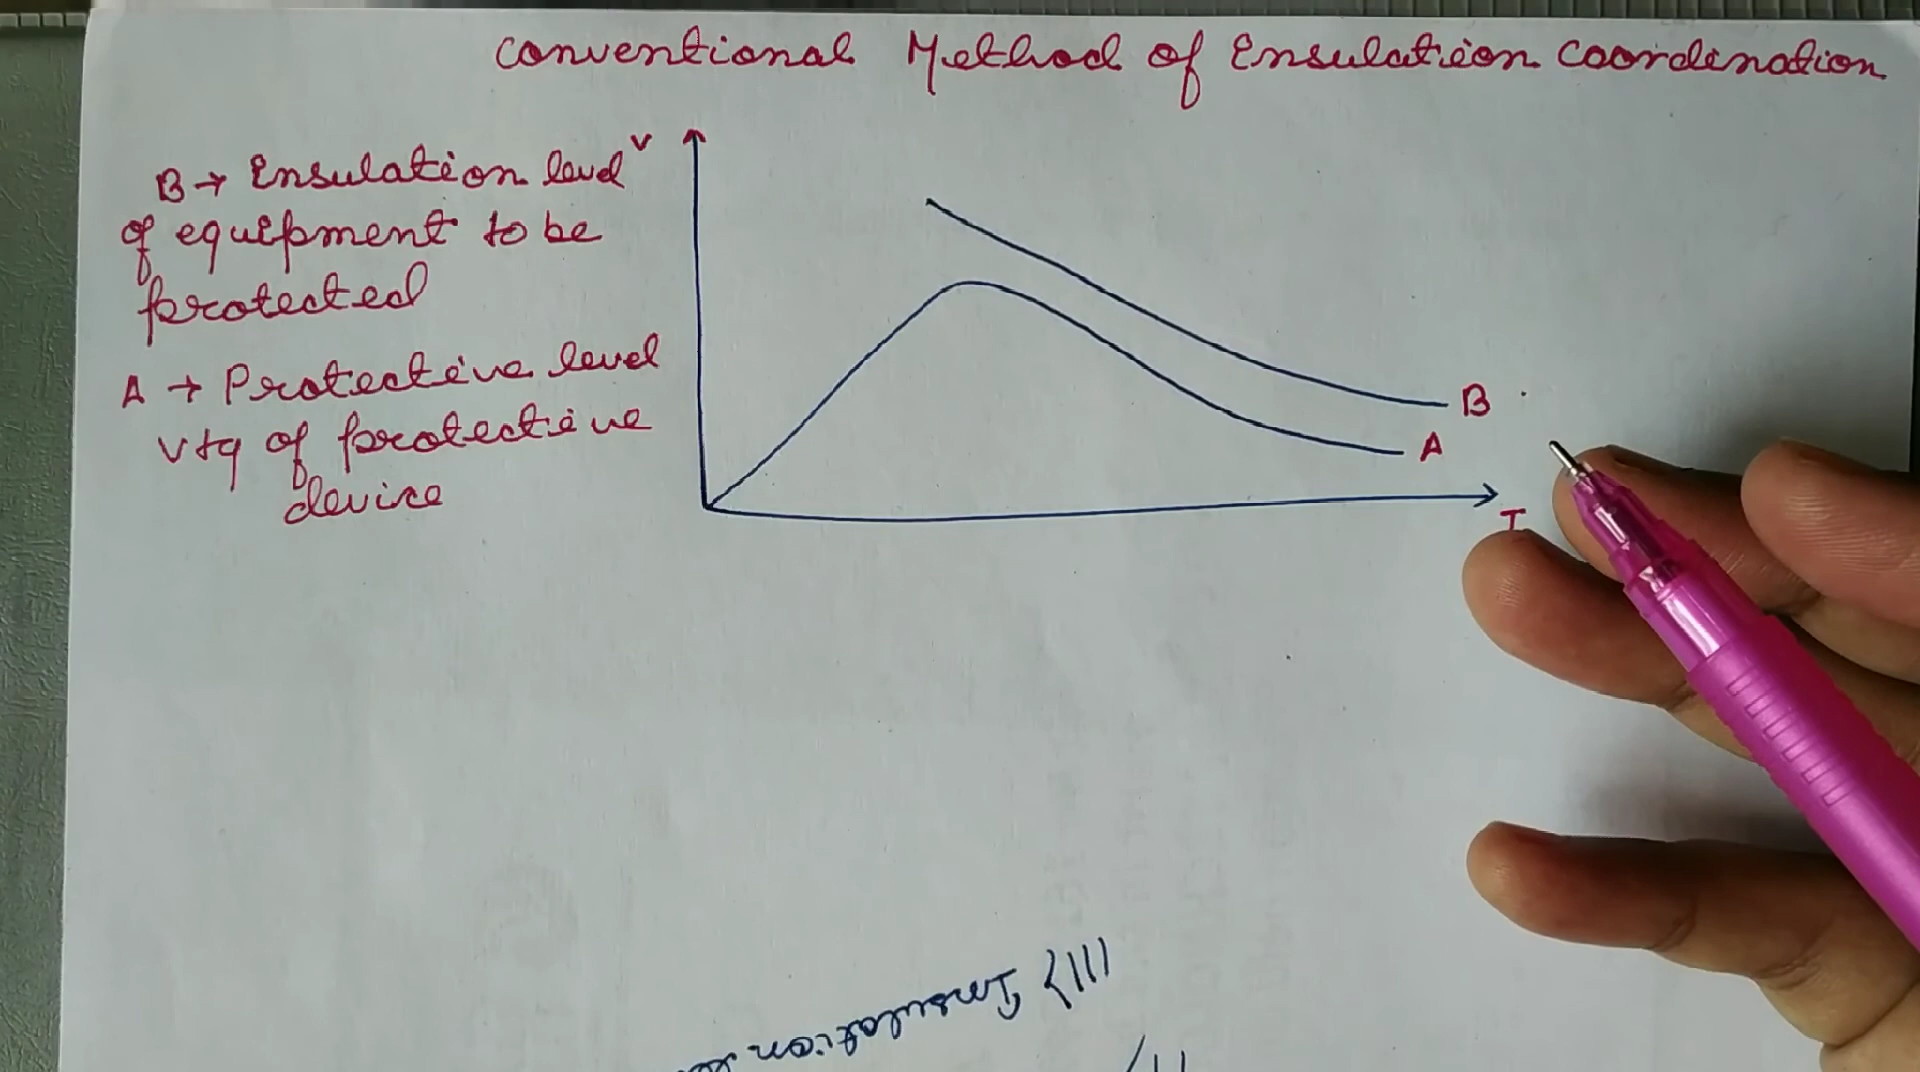 Conventional Method of Insulation Coordination
B → Insulation level
of equipment to be
protected
A → Protective level
vtg of protective
device
V
B
A
T
III) Insulation